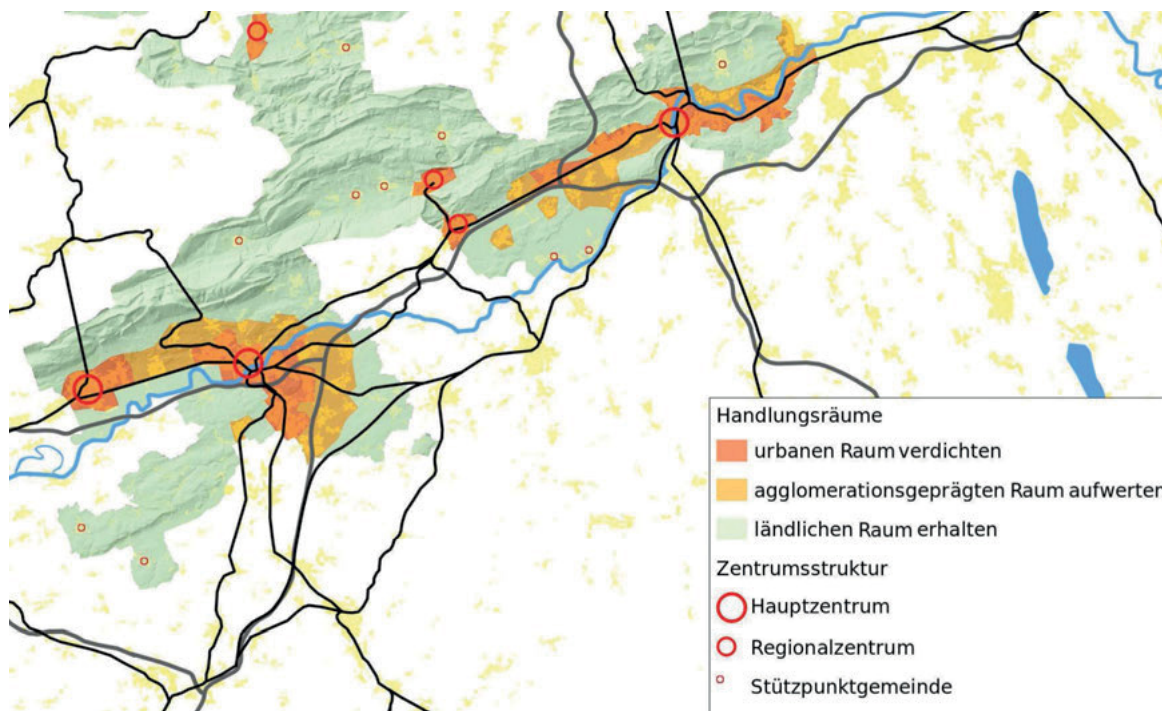 Handlungsräume
urbanen Raum verdichten
agglomerationsgeprägten Raum aufwerten
ländlichen Raum erhalten
Zentrumsstruktur
Hauptzentrum
Regionalzentrum
Stützpunktgemeinde